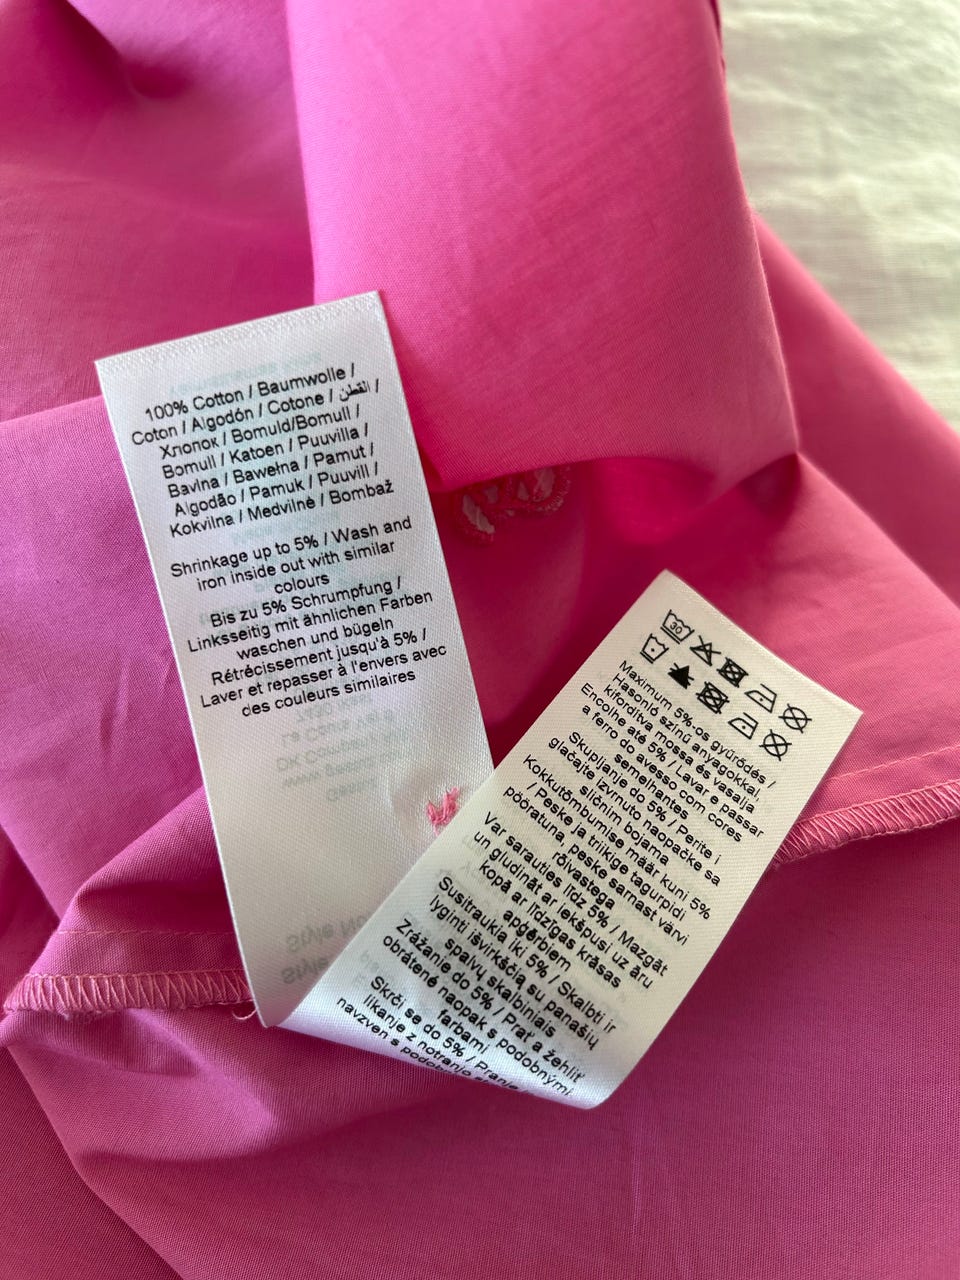 100% Cotton / Baumwolle /
Coton / Algodón / Cotone / القطن /
Хлопок / Bomuld/Bomull /
Bomull / Katoen / Puuvilla /
Bavlna / Bawełna / Pamut /
Algodão / Pamuk / Puuvill /
Kokvilna / Medvilnė / Bombaž
Shrinkage up to 5% / Wash and
iron inside out with similar
colours
Bis zu 5% Schrumpfung /
Linksseitig mit ähnlichen Farben
waschen und bügeln
Rétrécissement jusqu'à 5% /
Laver et repasser à l'envers avec
des couleurs similaires
30
Maximum 5%-os gyűrődés /
Hasonló színű anyagokkal,
kifordítva mossa és vasalja
Encolhe até 5% / Lavar e passar
a ferro do avesso com cores
semelhantes
Skupljanje do 5% / Perite i
glačajte izvrnuto naopačke sa
sličnim bojama
Kokkutõmbumise määr kuni 5%
/ Peske ja triikige tagurpidi
pööratuna, peske samast värvi
rõivastega
Var sarauties līdz 5% / Mazgāt
un gludināt ar iekšpusi uz āru
kopā ar līdzīgas krāsas
apģērbiem
Susitraukia iki 5% / Skalbti ir
lyginti išvirkščią su panašių
spalvų skalbiniais
Zrážanie do 5% / Prať a žehliť
obrátené naopak s podobnými
farbami
Skrči se do 5% / Pranje
likanje z notranjo
navzven s podobnimi